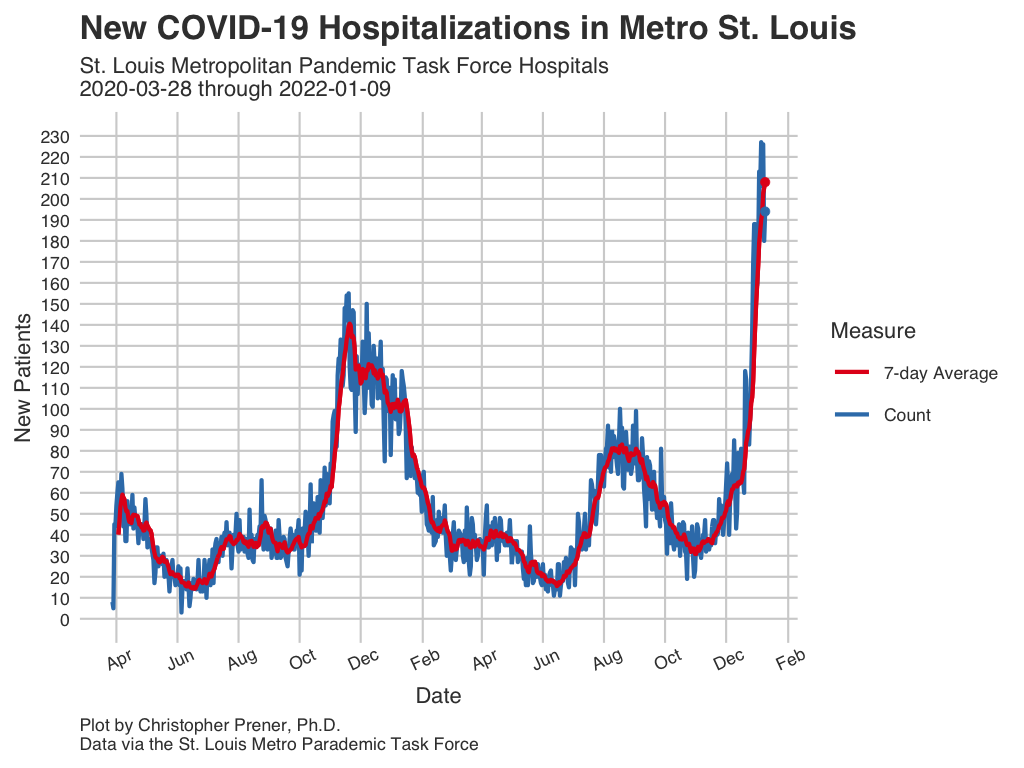 New COVID-19 Hospitalizations in Metro St. Louis
St. Louis Metropolitan Pandemic Task Force Hospitals
2020-03-28 through 2022-01-09
230
220
210
200
190
180
170
160
150
140
130
120
110
100
90
80
70
60
50
40
30
20
10
0
New Patients
Apr Jun Aug Oct Dec Feb Apr Jun Aug Oct Dec Feb
Date
Measure
7-day Average
Count
Plot by Christopher Prener, Ph.D.
Data via the St. Louis Metro Parademic Task Force